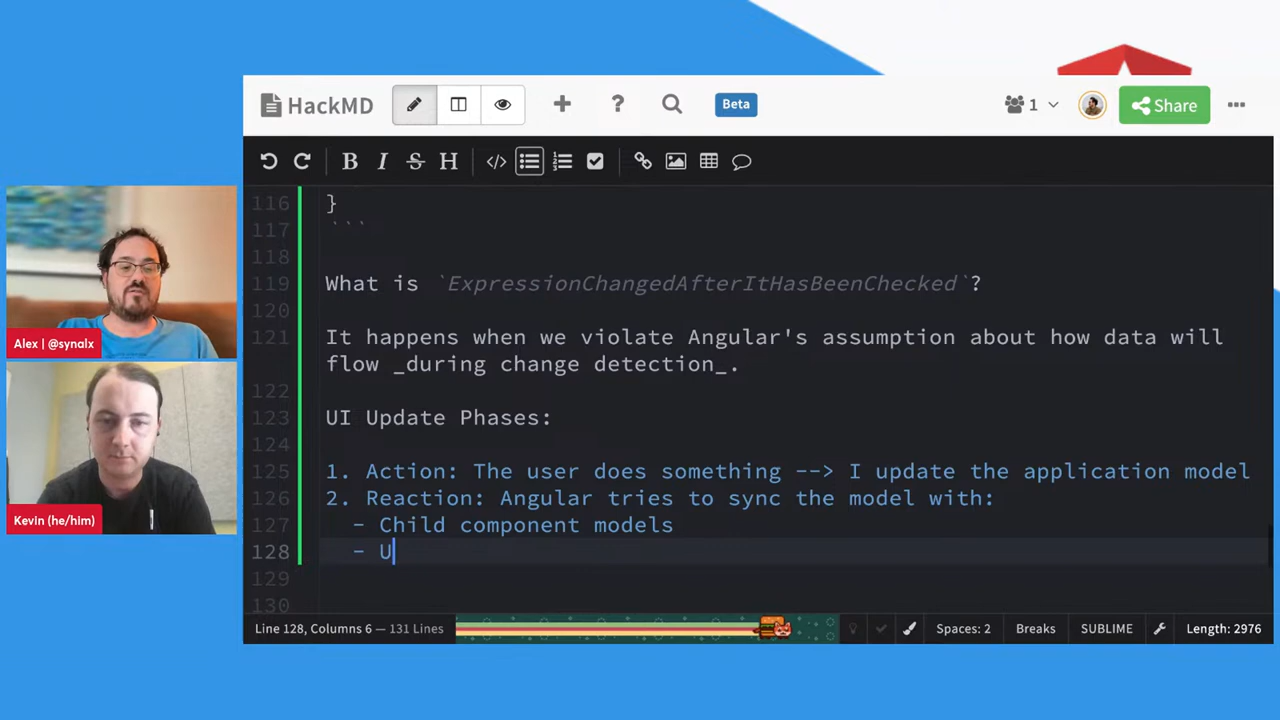 HackMD
Beta
1
Share
B I S H
116 }
117 ```
118
119 What is `ExpressionChangedAfterItHasBeenChecked`?
120
121 It happens when we violate Angular's assumption about how data will
flow _during change detection_.
122
123 UI Update Phases:
124
125 1. Action: The user does something --> I update the application model
126 2. Reaction: Angular tries to sync the model with:
127 - Child component models
128 - U
129
130
Line 128, Columns 6 — 131 Lines
Spaces: 2
Breaks
SUBLIME
Length: 2976
Alex | @synalx
Kevin (he/him)